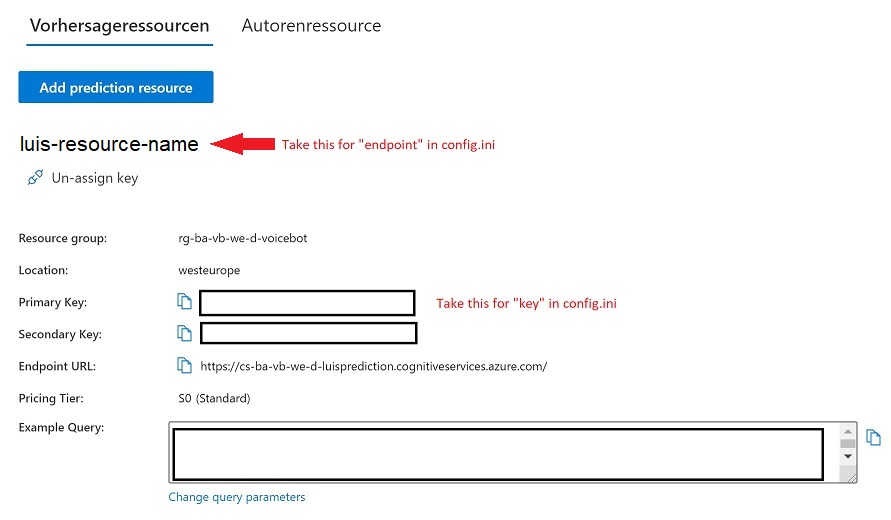 Vorhersageressourcen Autorenressource
Add prediction resource
luis-resource-name Take this for "endpoint" in config.ini
Un-assign key
Resource group: rg-ba-vb-we-d-voicebot
Location: westeurope
Primary Key: Take this for "key" in config.ini
Secondary Key:
Endpoint URL: https://cs-ba-vb-we-d-luisprediction.cognitiveservices.azure.com/
Pricing Tier: S0 (Standard)
Example Query:
Change query parameters